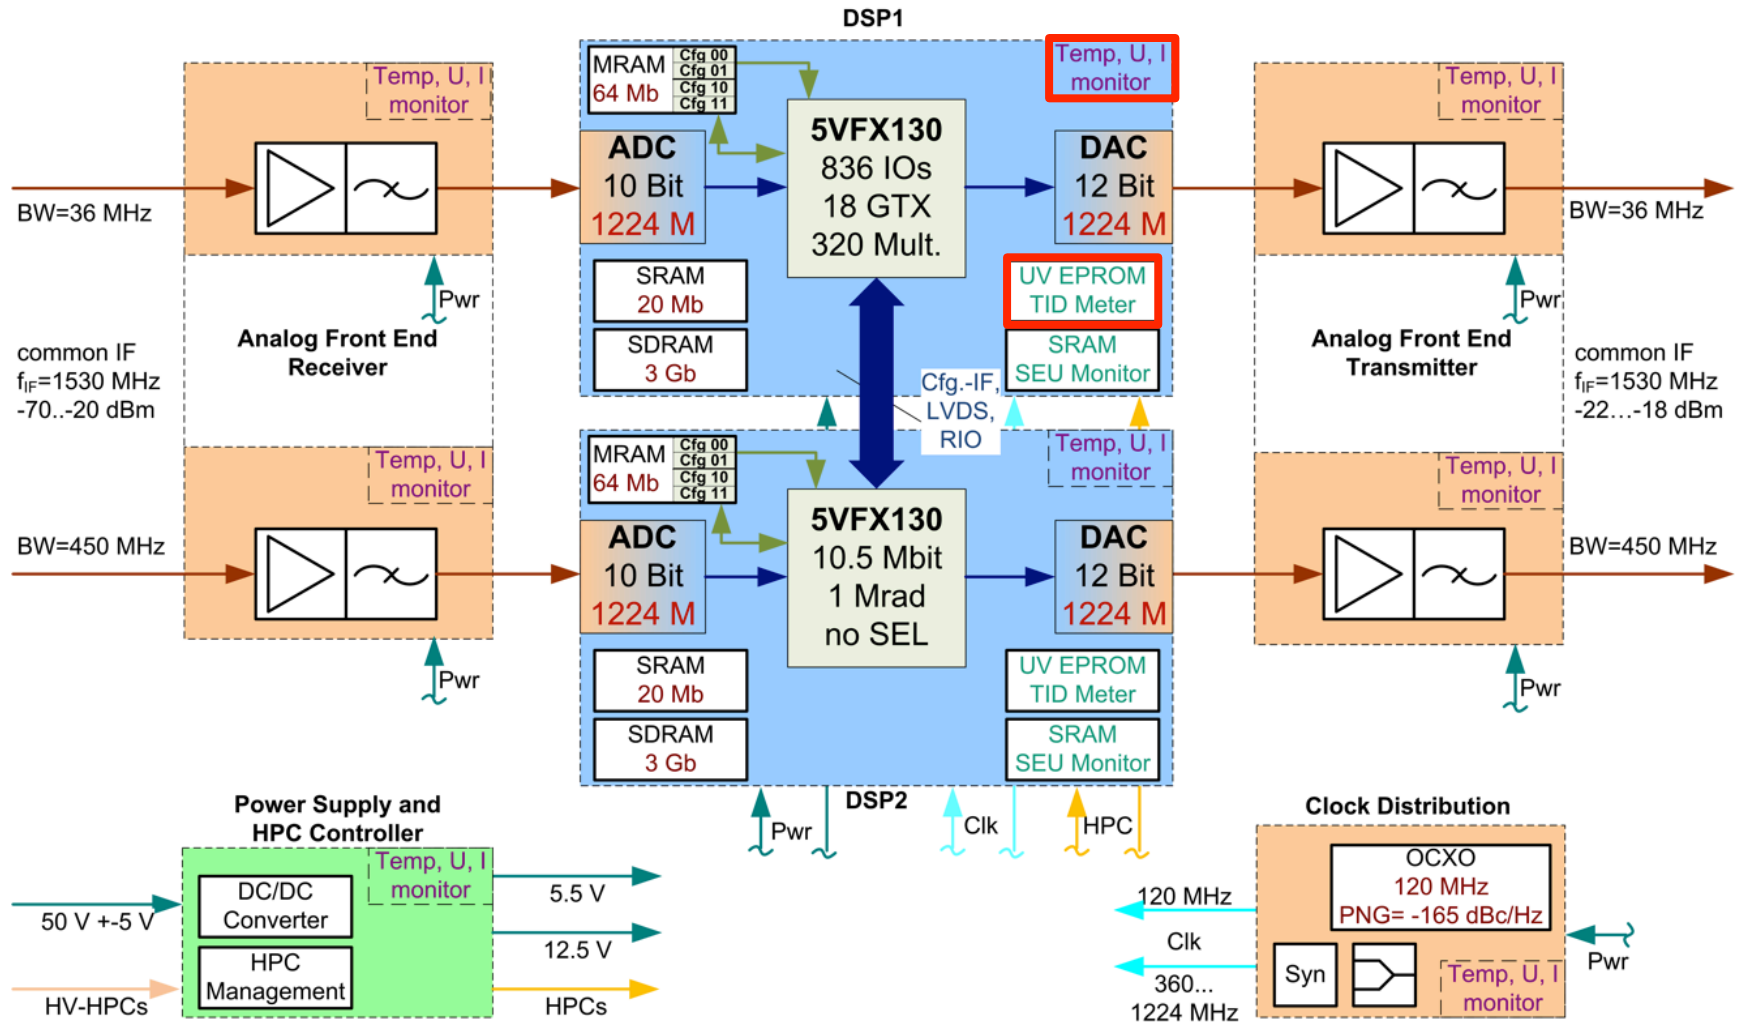 DSP1
Temp, U, I
monitor
BW=36 MHz
Pwr
Analog Front End
Receiver
common IF
fIF=1530 MHz
-70..-20 dBm
Temp, U, I
monitor
BW=450 MHz
Pwr
MRAM
64 Mb
Cfg 00
Cfg 01
Cfg 10
Cfg 11
Temp, U, I
monitor
ADC
10 Bit
1224 M
5VFX130
836 IOs
18 GTX
320 Mult.
DAC
12 Bit
1224 M
SRAM
20 Mb
SDRAM
3 Gb
UV EPROM
TID Meter
SRAM
SEU Monitor
Cfg.-IF,
LVDS,
RIO
MRAM
64 Mb
Cfg 00
Cfg 01
Cfg 10
Cfg 11
Temp, U, I
monitor
ADC
10 Bit
1224 M
5VFX130
10.5 Mbit
1 Mrad
no SEL
DAC
12 Bit
1224 M
SRAM
20 Mb
SDRAM
3 Gb
UV EPROM
TID Meter
SRAM
SEU Monitor
DSP2
Pwr
Clk
HPC
Temp, U, I
monitor
BW=36 MHz
Pwr
Analog Front End
Transmitter
common IF
fIF=1530 MHz
-22...-18 dBm
Temp, U, I
monitor
BW=450 MHz
Pwr
Power Supply and
HPC Controller
Temp, U, I
monitor
DC/DC
Converter
HPC
Management
50 V +-5 V
HV-HPCs
5.5 V
12.5 V
HPCs
Clock Distribution
OCXO
120 MHz
PNG= -165 dBc/Hz
Syn
Temp, U, I
monitor
Pwr
120 MHz
Clk
360...
1224 MHz